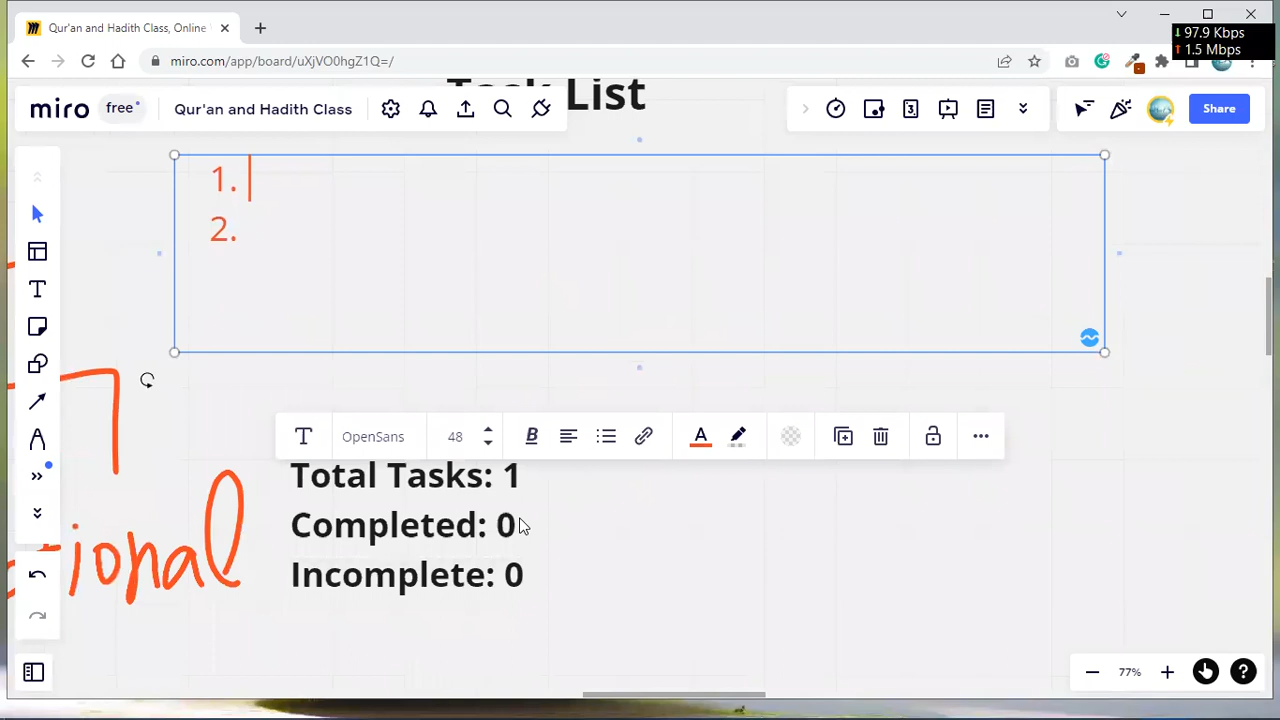 Qur'an and Hadith Class, Online
97.9 Kbps
1.5 Mbps
miro.com/app/board/uXjVO0hgZ1Q=/
Task List
miro
free
Qur'an and Hadith Class
3
Share
1.
2.
T
OpenSans
48
B
A
Total Tasks: 1
Completed: 0
Incomplete: 0
ional
77%